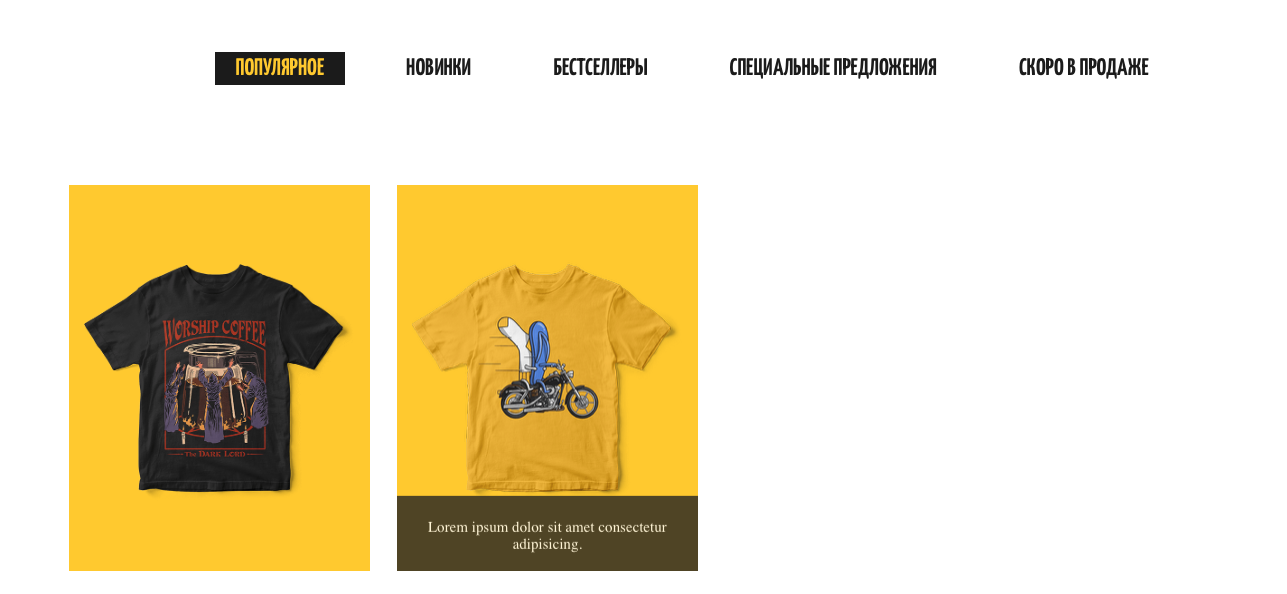 ПОПУЛЯРНОЕ
НОВИНКИ
БЕСТСЕЛЛЕРЫ
СПЕЦИАЛЬНЫЕ ПРЕДЛОЖЕНИЯ
СКОРО В ПРОДАЖЕ
WORSHIP COFFEE
The DARK LORD
Lorem ipsum dolor sit amet consectetur
adipisicing.